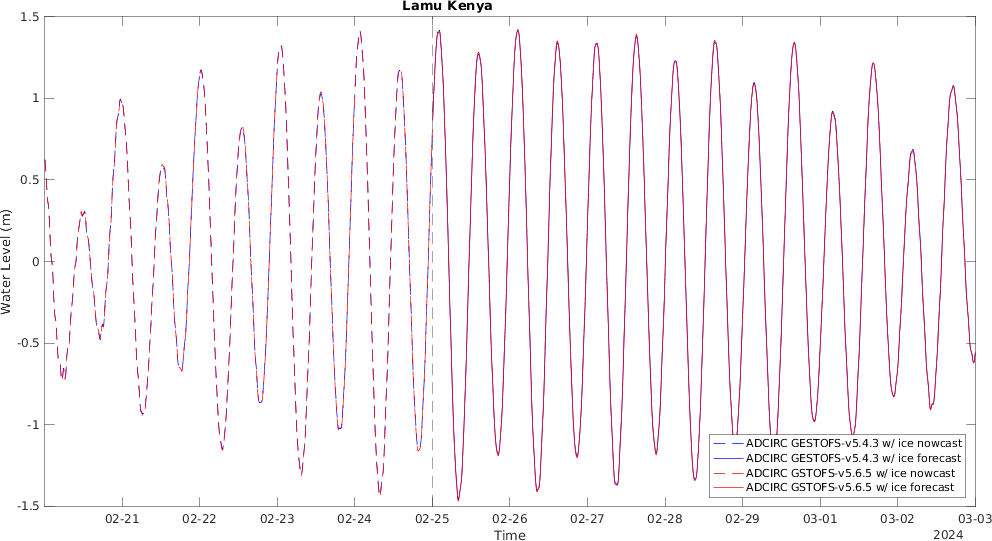 Lamu Kenya
1.5
1
0.5
0
-0.5
-1
-1.5
Water Level (m)
02-21 02-22 02-23 02-24 02-25 02-26 02-27 02-28 02-29 03-01 03-02 03-03
Time
2024
ADCIRC GESTOFS-v5.4.3 w/ ice nowcast
ADCIRC GESTOFS-v5.4.3 w/ ice forecast
ADCIRC GSTOFS-v5.6.5 w/ ice nowcast
ADCIRC GSTOFS-v5.6.5 w/ ice forecast